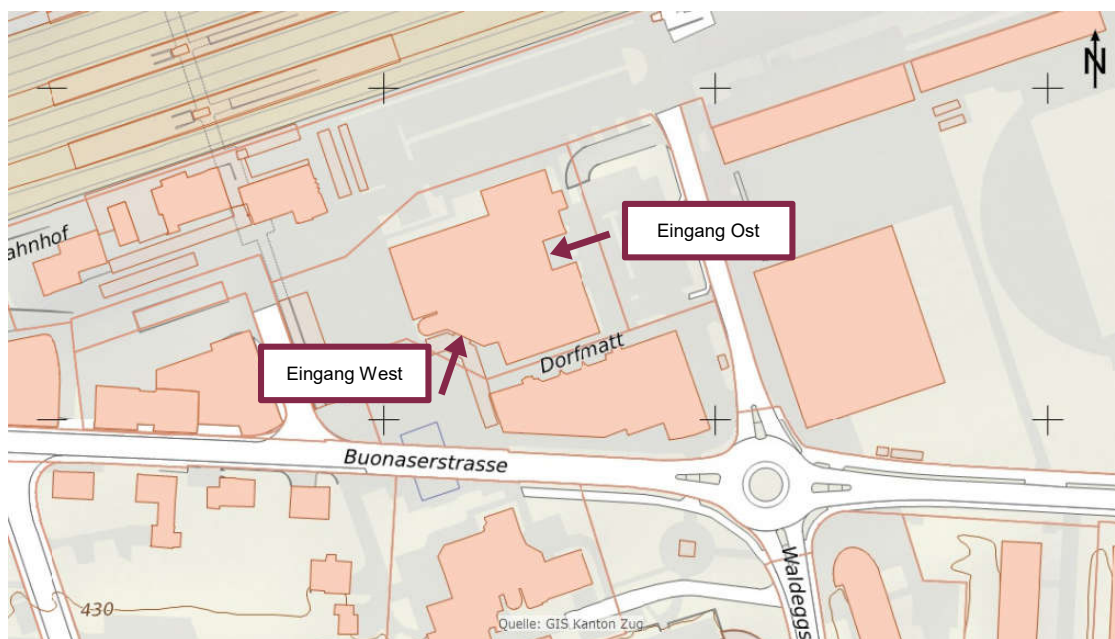 N
ahnhof
Eingang Ost
Dorfmatt
Eingang West
Buonaserstrasse
Waldeggs
430
Quelle: GIS Kanton Zug